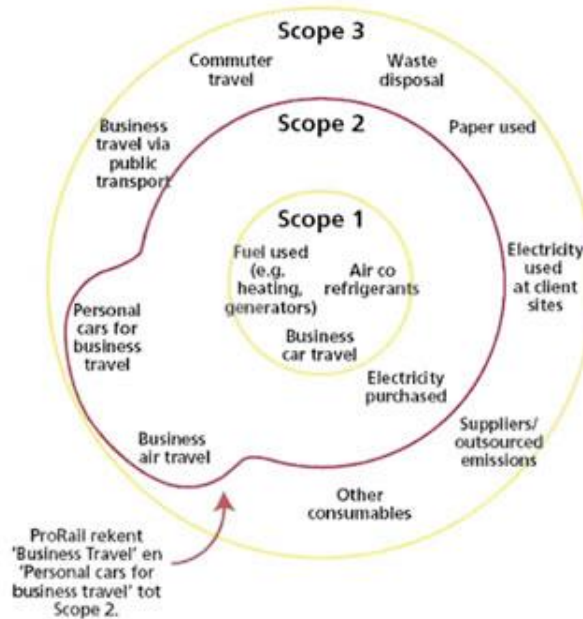 Scope 3
Commuter
travel
Waste
disposal
Business
travel via
public
transport
Scope 2
Paper used
Scope 1
Fuel used
(e.g.
heating,
generators)
Air co
refrigerants
Business
car travel
Electricity
used
at client
sites
Personal
cars for
business
travel
Electricity
purchased
Business
air travel
Suppliers/
outsourced
emissions
Other
consumables
ProRail rekent
'Business Travel' en
'Personal cars for
business travel' tot
Scope 2.